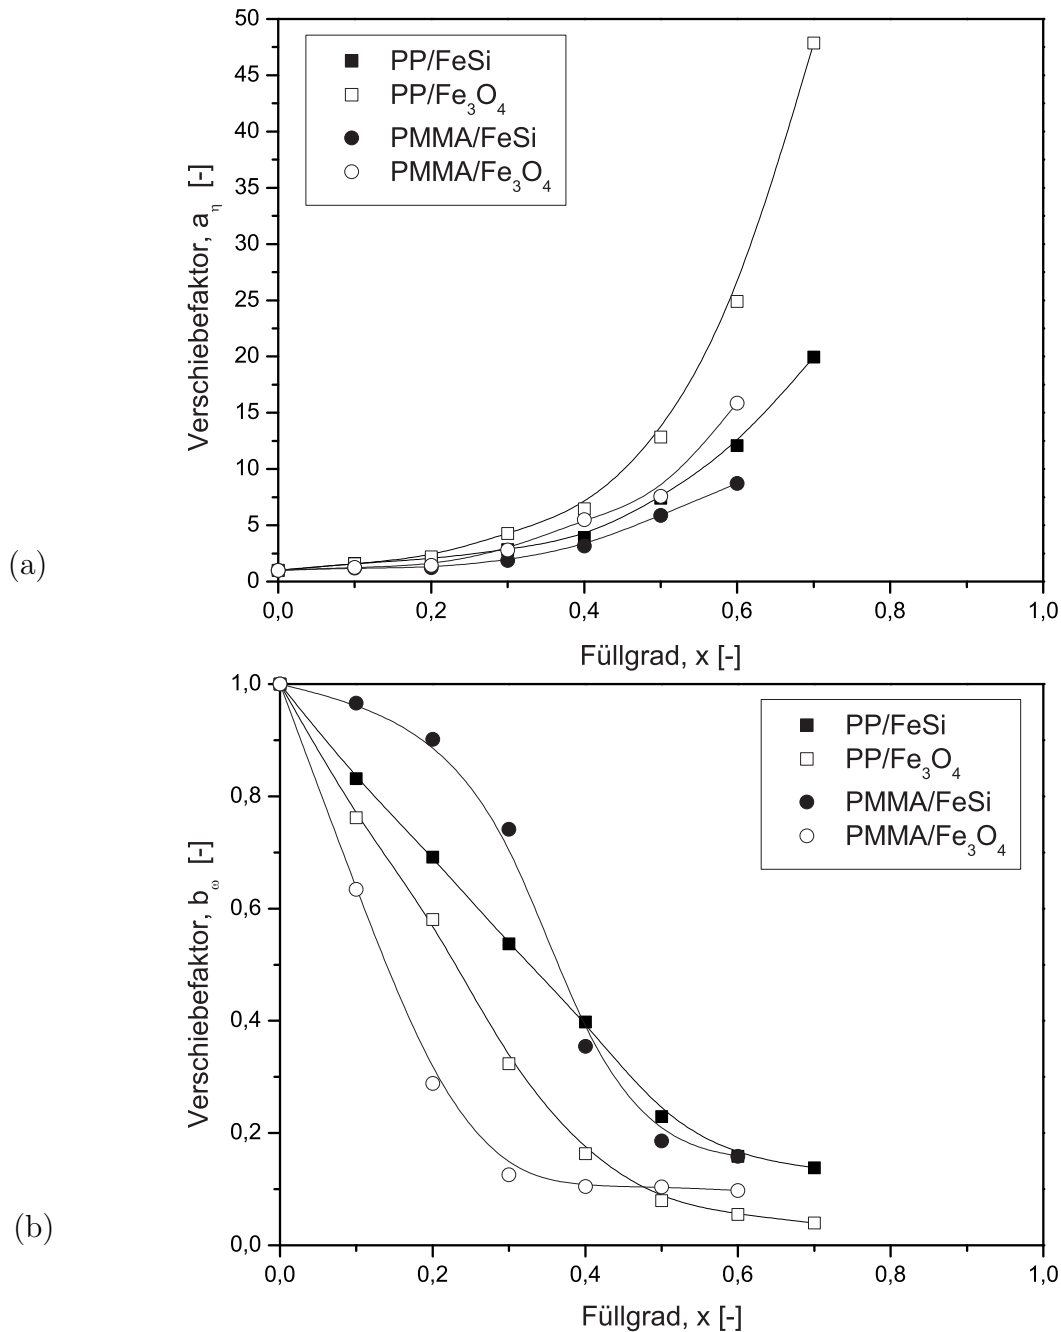 50
45
40
35
30
25
20
15
10
5
0
Verschiebefaktor, aη [-]
PP/FeSi
PP/Fe3O4
PMMA/FeSi
PMMA/Fe3O4
(a)
0,0 0,2 0,4 0,6 0,8 1,0
Füllgrad, x [-]
1,0
0,8
0,6
0,4
0,2
0,0
Verschiebefaktor, bω [-]
PP/FeSi
PP/Fe3O4
PMMA/FeSi
PMMA/Fe3O4
(b)
0,0 0,2 0,4 0,6 0,8 1,0
Füllgrad, x [-]